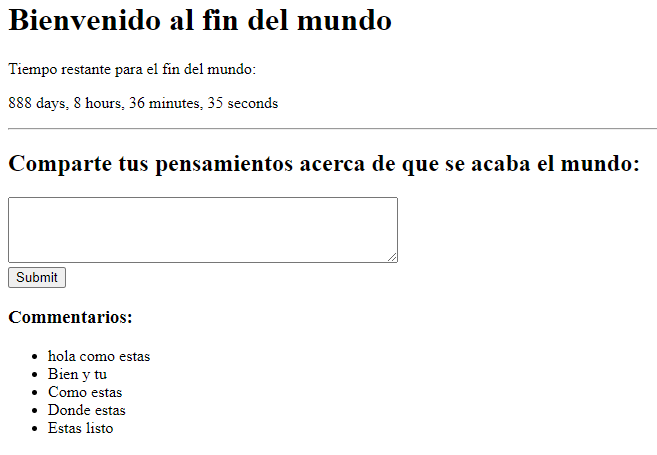 Bienvenido al fin del mundo
Tiempo restante para el fín del mundo:
888 days, 8 hours, 36 minutes, 35 seconds
Comparte tus pensamientos acerca de que se acaba el mundo:
Submit
Commentarios:
hola como estas
Bien y tu
Como estas
Donde estas
Estas listo